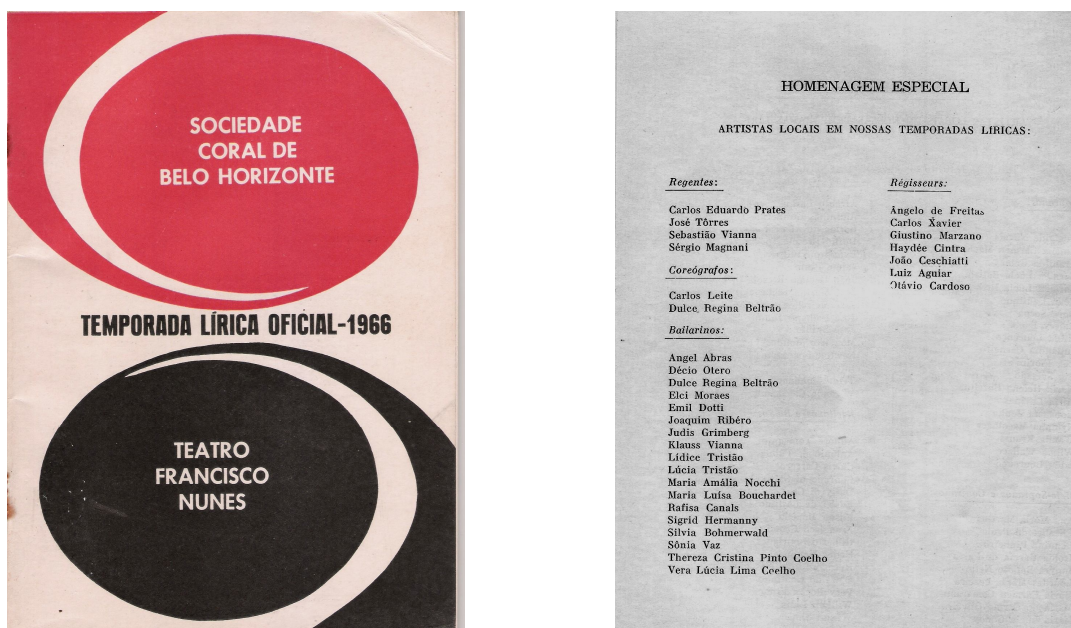 SOCIEDADE
CORAL DE
BELO HORIZONTE
TEMPORADA LÍRICA OFICIAL-1966
TEATRO
FRANCISCO
NUNES
HOMENAGEM ESPECIAL
ARTISTAS LOCAIS EM NOSSAS TEMPORADAS LÍRICAS:
Regentes:
Carlos Eduardo Prates
José Tôrres
Sebastião Vianna
Sérgio Magnani
Coreógrafos:
Carlos Leite
Dulce Regina Beltrão
Bailarinos:
Angel Abras
Décio Otero
Dulce Regina Beltrão
Elci Moraes
Emil Dotti
Joaquim Ribéro
Judis Grimberg
Klauss Vianna
Lídice Tristão
Lúcia Tristão
Maria Amália Nocchi
Maria Luísa Bouchardet
Rafisa Canals
Sigrid Hermanny
Silvia Bohmerwald
Sônia Vaz
Thereza Cristina Pinto Coelho
Vera Lúcia Lima Coelho
Régisseurs:
Ângelo de Freitas
Carlos Xavier
Giustino Marzano
Haydée Cintra
João Ceschiatti
Luiz Aguiar
Otávio Cardoso